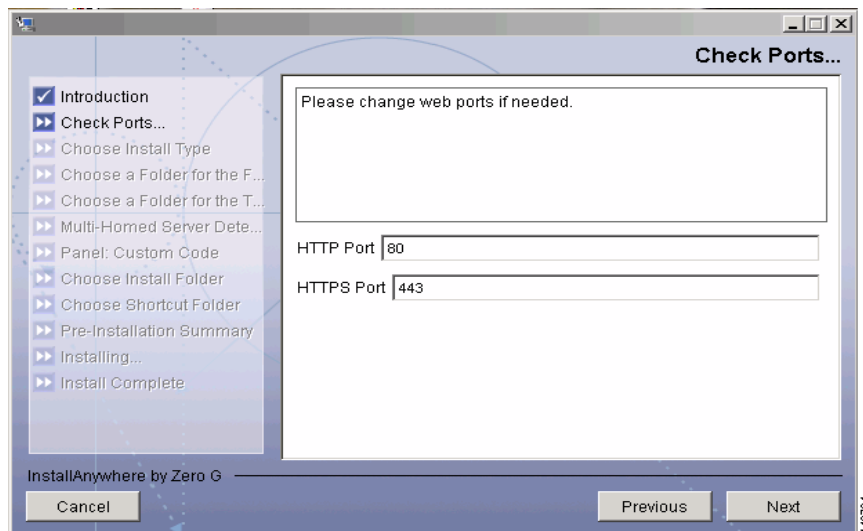 Check Ports...
Introduction
Check Ports...
Choose Install Type
Choose a Folder for the F...
Choose a Folder for the T...
Multi-Homed Server Dete...
Panel: Custom Code
Choose Install Folder
Choose Shortcut Folder
Pre-Installation Summary
Installing...
Install Complete
Please change web ports if needed.
HTTP Port 80
HTTPS Port 443
InstallAnywhere by Zero G
Cancel
Previous
Next